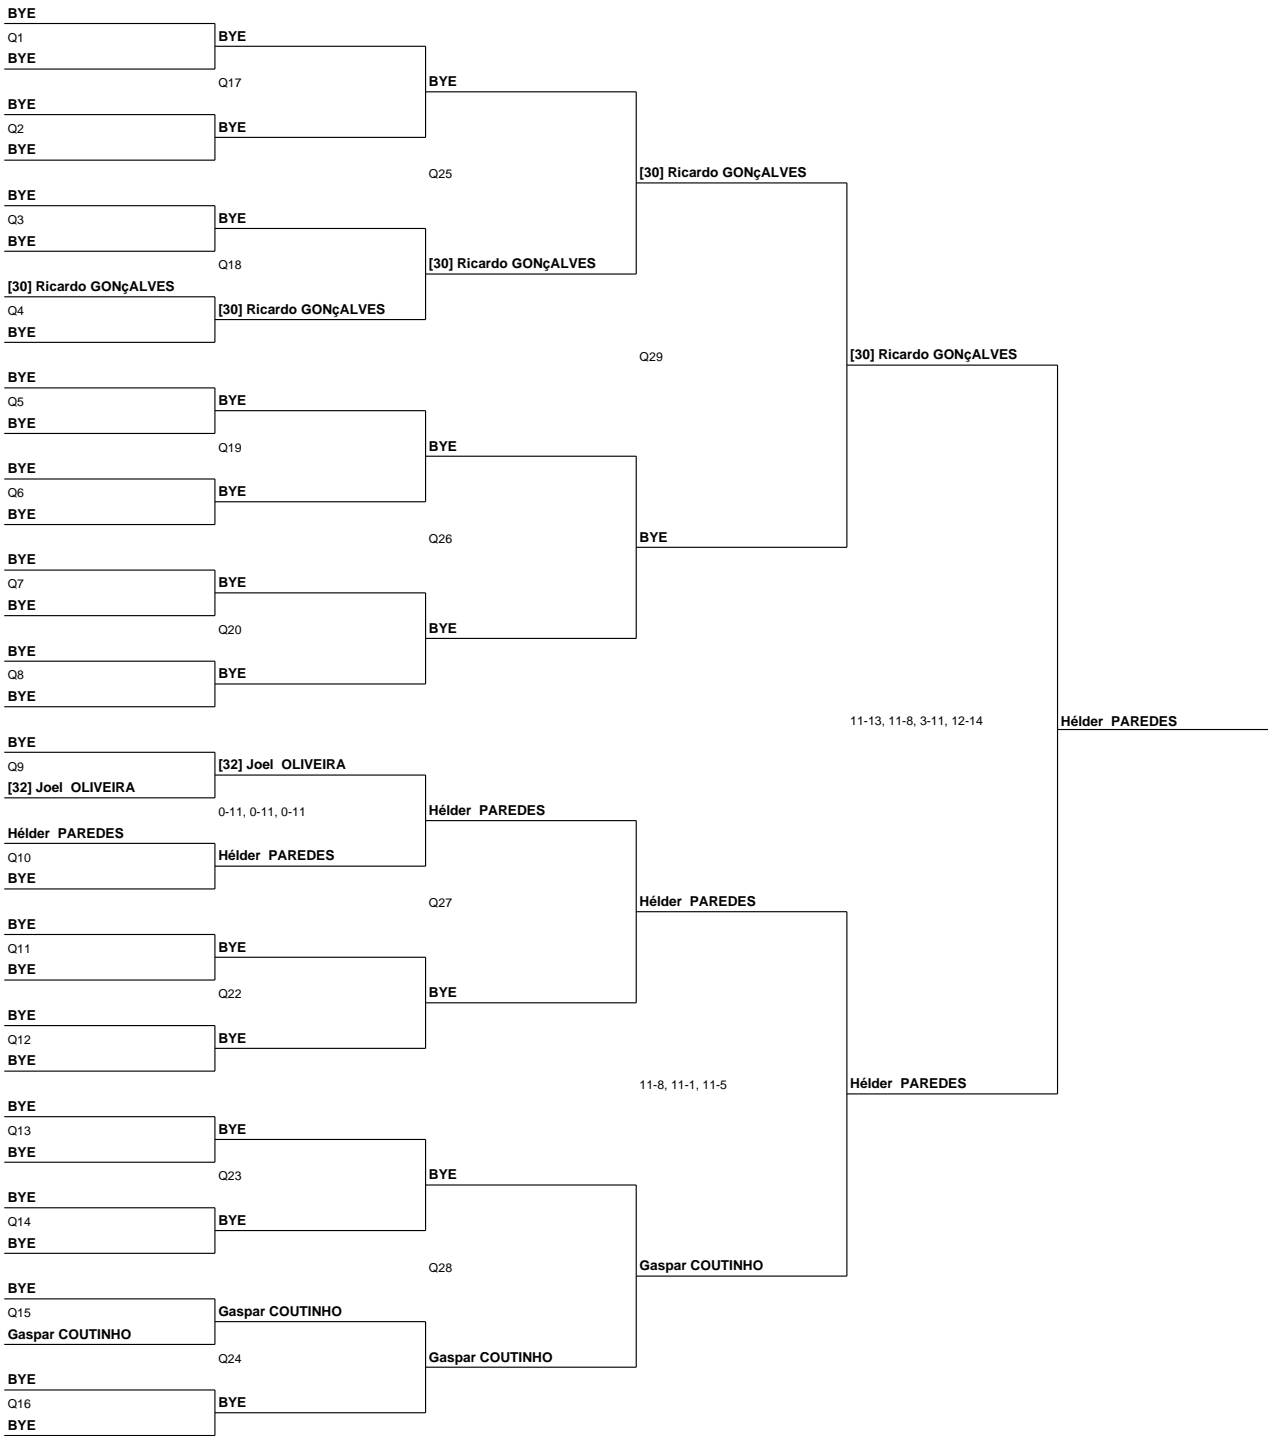 BYE
Q1
BYE
BYE
Q17
BYE
BYE
Q2
BYE
BYE
Q25
[30] Ricardo GONçALVES
BYE
Q3
BYE
BYE
Q18
[30] Ricardo GONçALVES
[30] Ricardo GONçALVES
Q4
[30] Ricardo GONçALVES
BYE
Q29
[30] Ricardo GONçALVES
BYE
Q5
BYE
BYE
Q19
BYE
BYE
Q6
BYE
BYE
Q26
BYE
BYE
Q7
BYE
BYE
Q20
BYE
BYE
Q8
BYE
BYE
11-13, 11-8, 3-11, 12-14
Hélder PAREDES
BYE
Q9
[32] Joel OLIVEIRA
[32] Joel OLIVEIRA
0-11, 0-11, 0-11
Hélder PAREDES
Hélder PAREDES
Q10
Hélder PAREDES
BYE
Q27
Hélder PAREDES
BYE
Q11
BYE
BYE
Q22
BYE
BYE
Q12
BYE
BYE
11-8, 11-1, 11-5
Hélder PAREDES
BYE
Q13
BYE
BYE
Q23
BYE
BYE
Q14
BYE
BYE
Q28
Gaspar COUTINHO
BYE
Q15
Gaspar COUTINHO
Gaspar COUTINHO
Q24
Gaspar COUTINHO
BYE
Q16
BYE
BYE